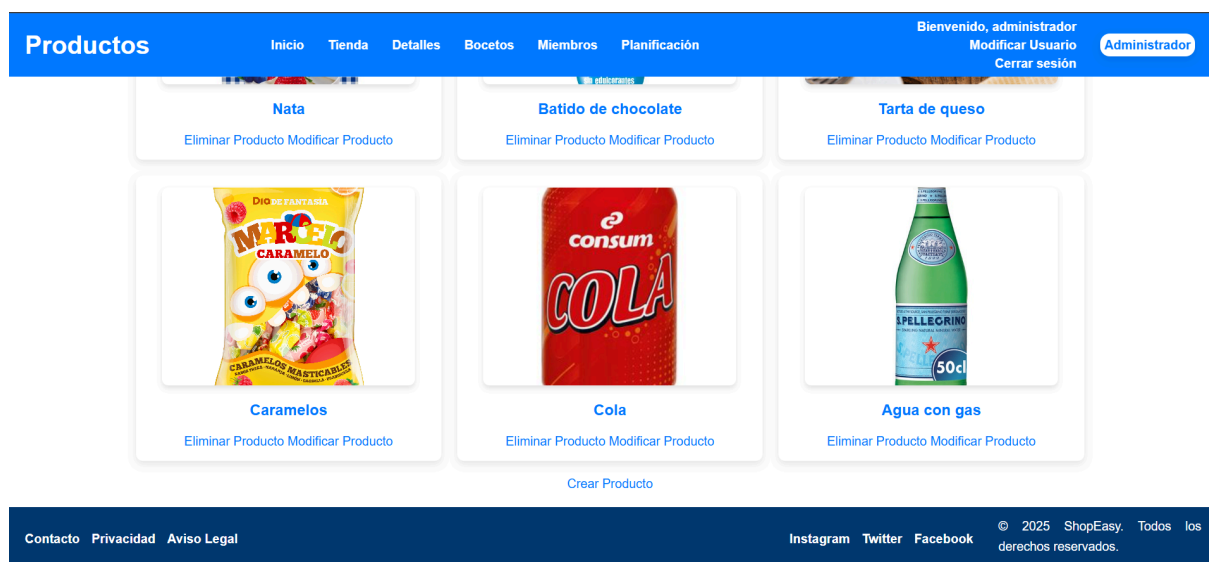 Productos
Inicio Tienda Detalles Bocetos Miembros Planificación
Bienvenido, administrador
Modificar Usuario
Cerrar sesión
Administrador
edulcorantes
Nata
Eliminar Producto Modificar Producto
Batido de chocolate
Eliminar Producto Modificar Producto
Tarta de queso
Eliminar Producto Modificar Producto
Dia DE FANTASÍA
MARCELO
CARAMELO
CARAMELOS MASTICABLES
Caramelos
Eliminar Producto Modificar Producto
consum
COLA
Cola
Eliminar Producto Modificar Producto
S.PELLEGRINO
50cl
Agua con gas
Eliminar Producto Modificar Producto
Crear Producto
Contacto Privacidad Aviso Legal
Instagram Twitter Facebook
© 2025 ShopEasy. Todos los
derechos reservados.